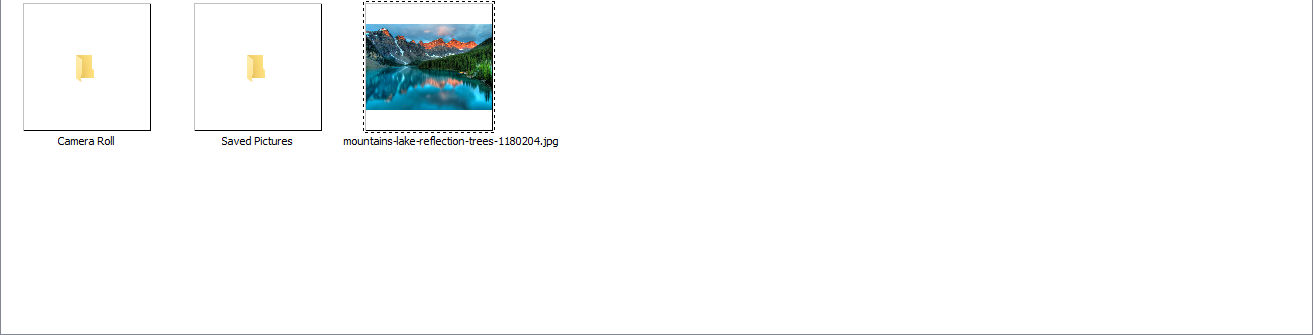 Camera Roll
Saved Pictures
mountains-lake-reflection-trees-1180204.jpg